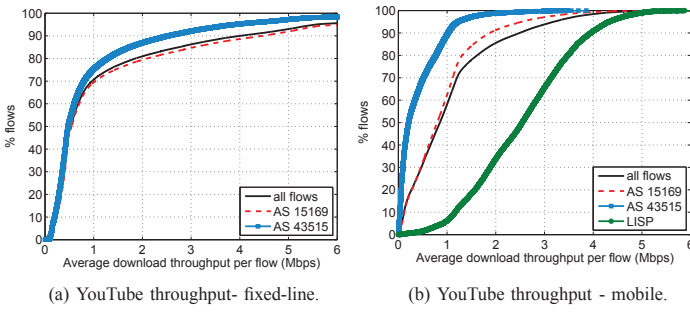 100
90
80
70
60
50
40
30
20
10
0
% flows
0 1 2 3 4 5 6
Average download throughput per flow (Mbps)
all flows
AS 15169
AS 43515
(a) YouTube throughput- fixed-line.
100
90
80
70
60
50
40
30
20
10
0
% flows
0 1 2 3 4 5 6
Average download throughput per flow (Mbps)
all flows
AS 15169
AS 43515
LISP
(b) YouTube throughput - mobile.